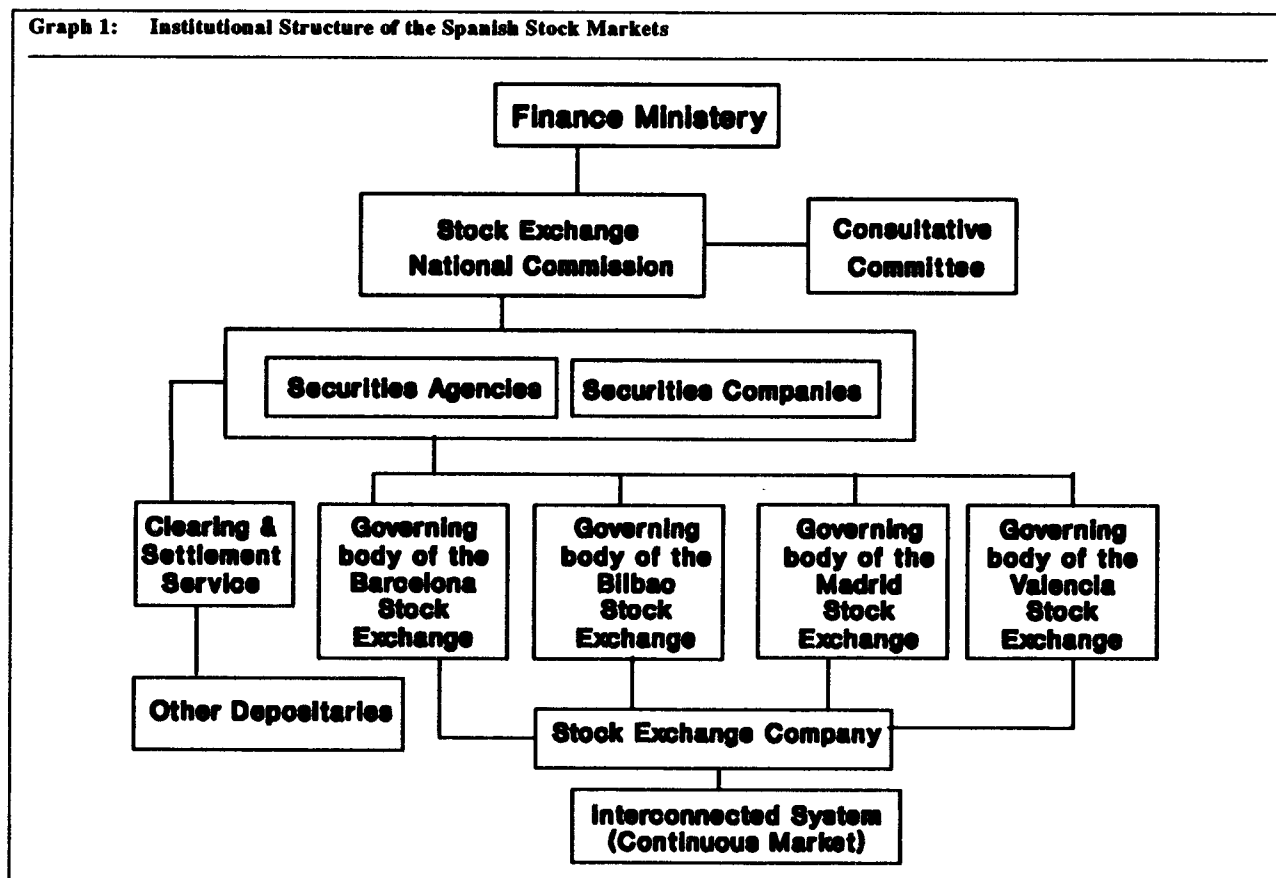 Graph 1: Institutional Structure of the Spanish Stock Markets
Finance Ministery
Stock Exchange
National Commission
Consultative
Committee
Securities Agencies
Securities Companies
Clearing &
Settlement
Service
Governing
body of the
Barcelona
Stock
Exchange
Governing
body of the
Bilbao
Stock
Exchange
Governing
body of the
Madrid
Stock
Exchange
Governing
body of the
Valencia
Stock
Exchange
Other Depositaries
Stock Exchange Company
Interconnected System
(Continuous Market)